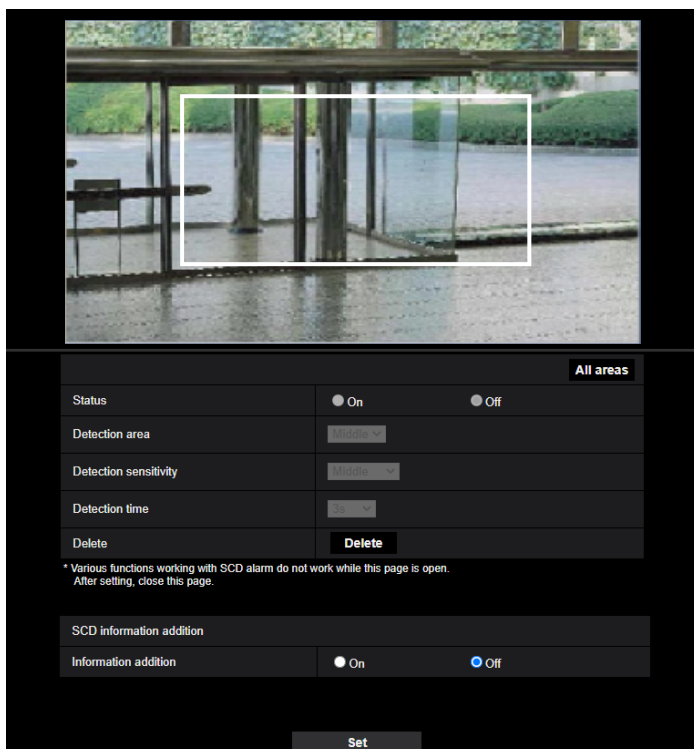 All areas
Status On Off
Detection area Middle
Detection sensitivity Middle
Detection time 3s
Delete Delete
* Various functions working with SCD alarm do not work while this page is open.
After setting, close this page.
SCD information addition
Information addition On Off
Set